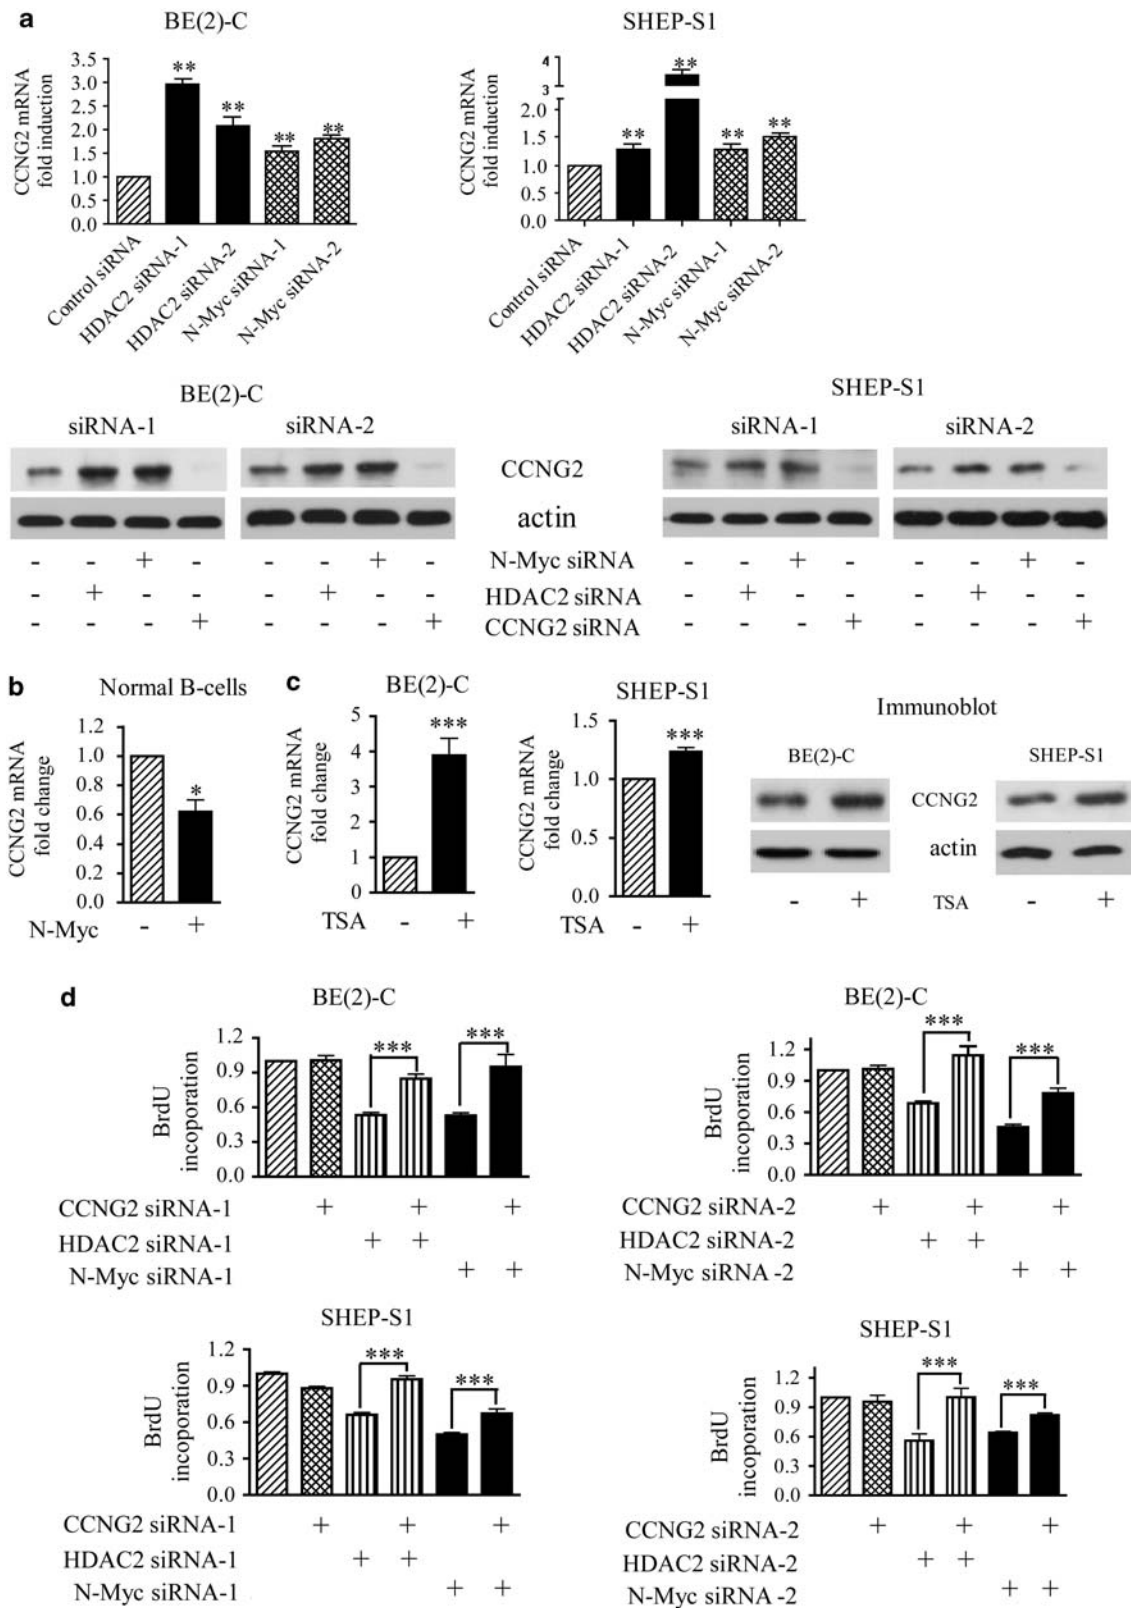 a
BE(2)-C
SHEP-S1
CCNG2 mRNA
fold induction
3.5
3.0
2.5
2.0
1.5
1.0
0.5
0.0
** ** ** **
Control siRNA
HDAC2 siRNA-1
HDAC2 siRNA-2
N-Myc siRNA-1
N-Myc siRNA-2
CCNG2 mRNA
fold induction
4
3
2.0
1.5
1.0
0.5
0.0
** ** ** **
Control siRNA
HDAC2 siRNA-1
HDAC2 siRNA-2
N-Myc siRNA-1
N-Myc siRNA-2
BE(2)-C
SHEP-S1
siRNA-1 siRNA-2
siRNA-1 siRNA-2
CCNG2
actin
- - + - - - + - N-Myc siRNA - - + - - - + -
- + - - - + - - HDAC2 siRNA - + - - - + - -
- - - + - - - + CCNG2 siRNA - - - + - - - +
b
Normal B-cells
CCNG2 mRNA
fold change
1.2
1.0
0.8
0.6
0.4
0.2
0.0
*
N-Myc - +
c
BE(2)-C
CCNG2 mRNA
fold change
5
4
3
2
1
0
***
TSA - +
SHEP-S1
CCNG2 mRNA
fold change
1.5
1.0
0.5
0.0
***
TSA - +
Immunoblot
BE(2)-C SHEP-S1
CCNG2
actin
- + TSA - +
d
BE(2)-C
BrdU
incoporation
1.2
0.9
0.6
0.3
0.0
*** ***
CCNG2 siRNA-1 + + +
HDAC2 siRNA-1 + +
N-Myc siRNA-1 + +
BE(2)-C
BrdU
incoporation
1.2
0.9
0.6
0.3
0.0
*** ***
CCNG2 siRNA-2 + + +
HDAC2 siRNA-2 + +
N-Myc siRNA -2 + +
SHEP-S1
BrdU
incoporation
1.2
0.9
0.6
0.3
0.0
*** ***
CCNG2 siRNA-1 + + +
HDAC2 siRNA-1 + +
N-Myc siRNA-1 + +
SHEP-S1
BrdU
incoporation
1.2
0.9
0.6
0.3
0.0
*** ***
CCNG2 siRNA-2 + + +
HDAC2 siRNA-2 + +
N-Myc siRNA -2 + +